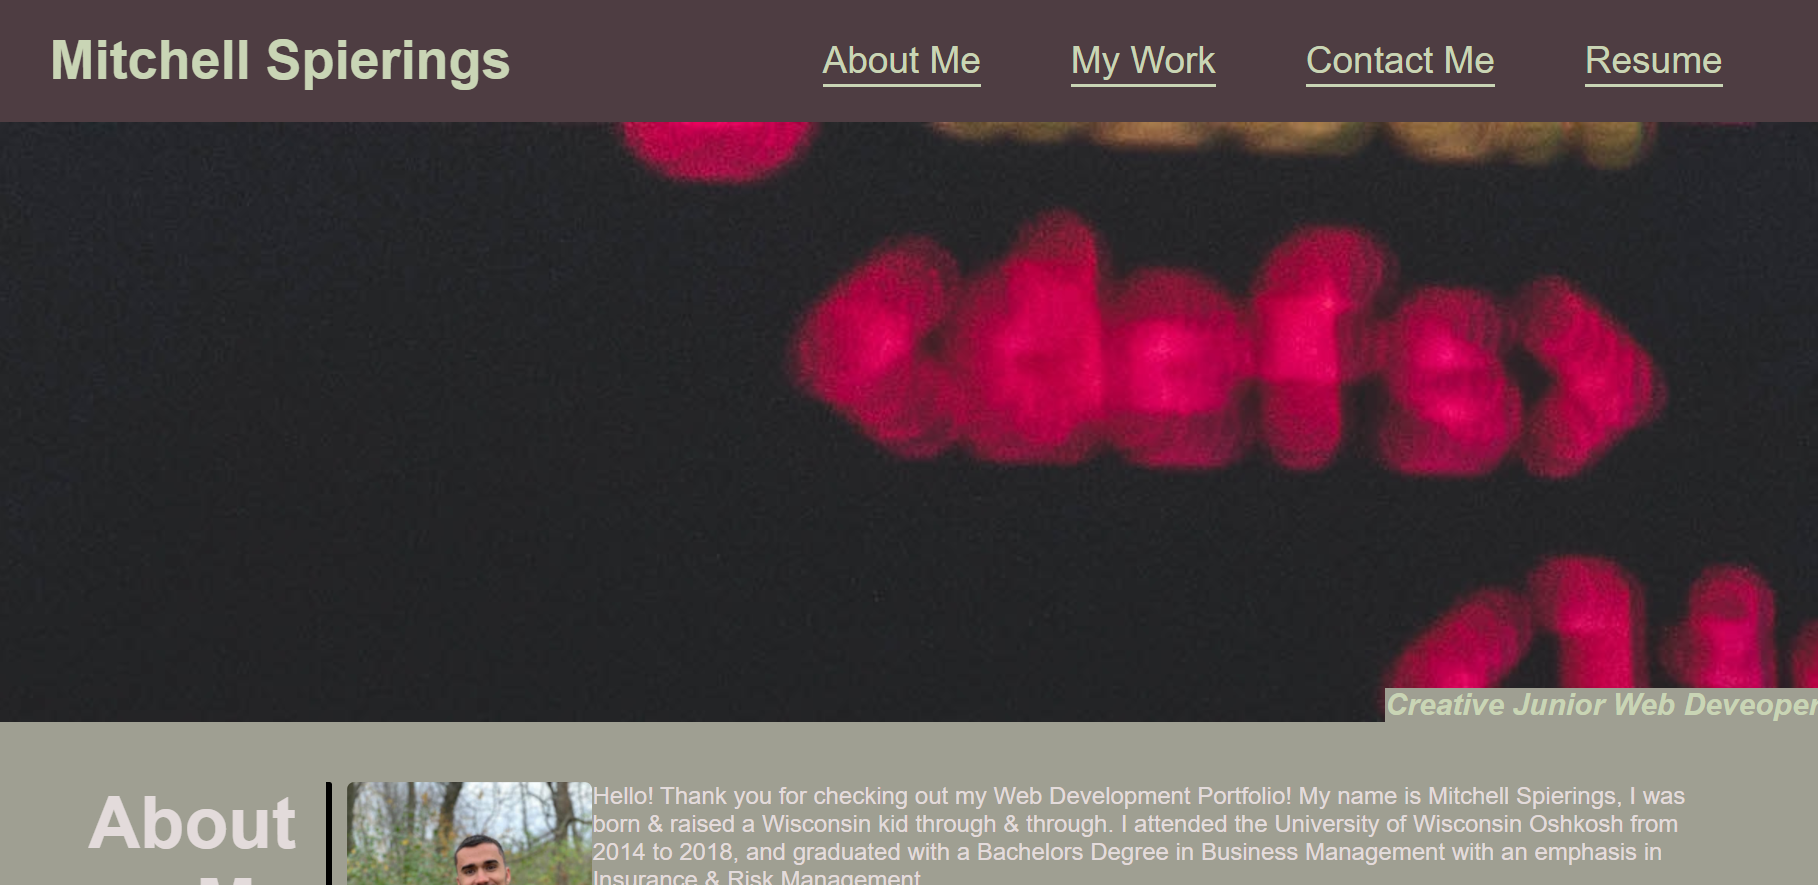 Mitchell Spierings
About Me
My Work
Contact Me
Resume
<defs>
Creative Junior Web Deveoper
About
Me
Hello! Thank you for checking out my Web Development Portfolio! My name is Mitchell Spierings, I was
born & raised a Wisconsin kid through & through. I attended the University of Wisconsin Oshkosh from
2014 to 2018, and graduated with a Bachelors Degree in Business Management with an emphasis in
Insurance & Risk Management